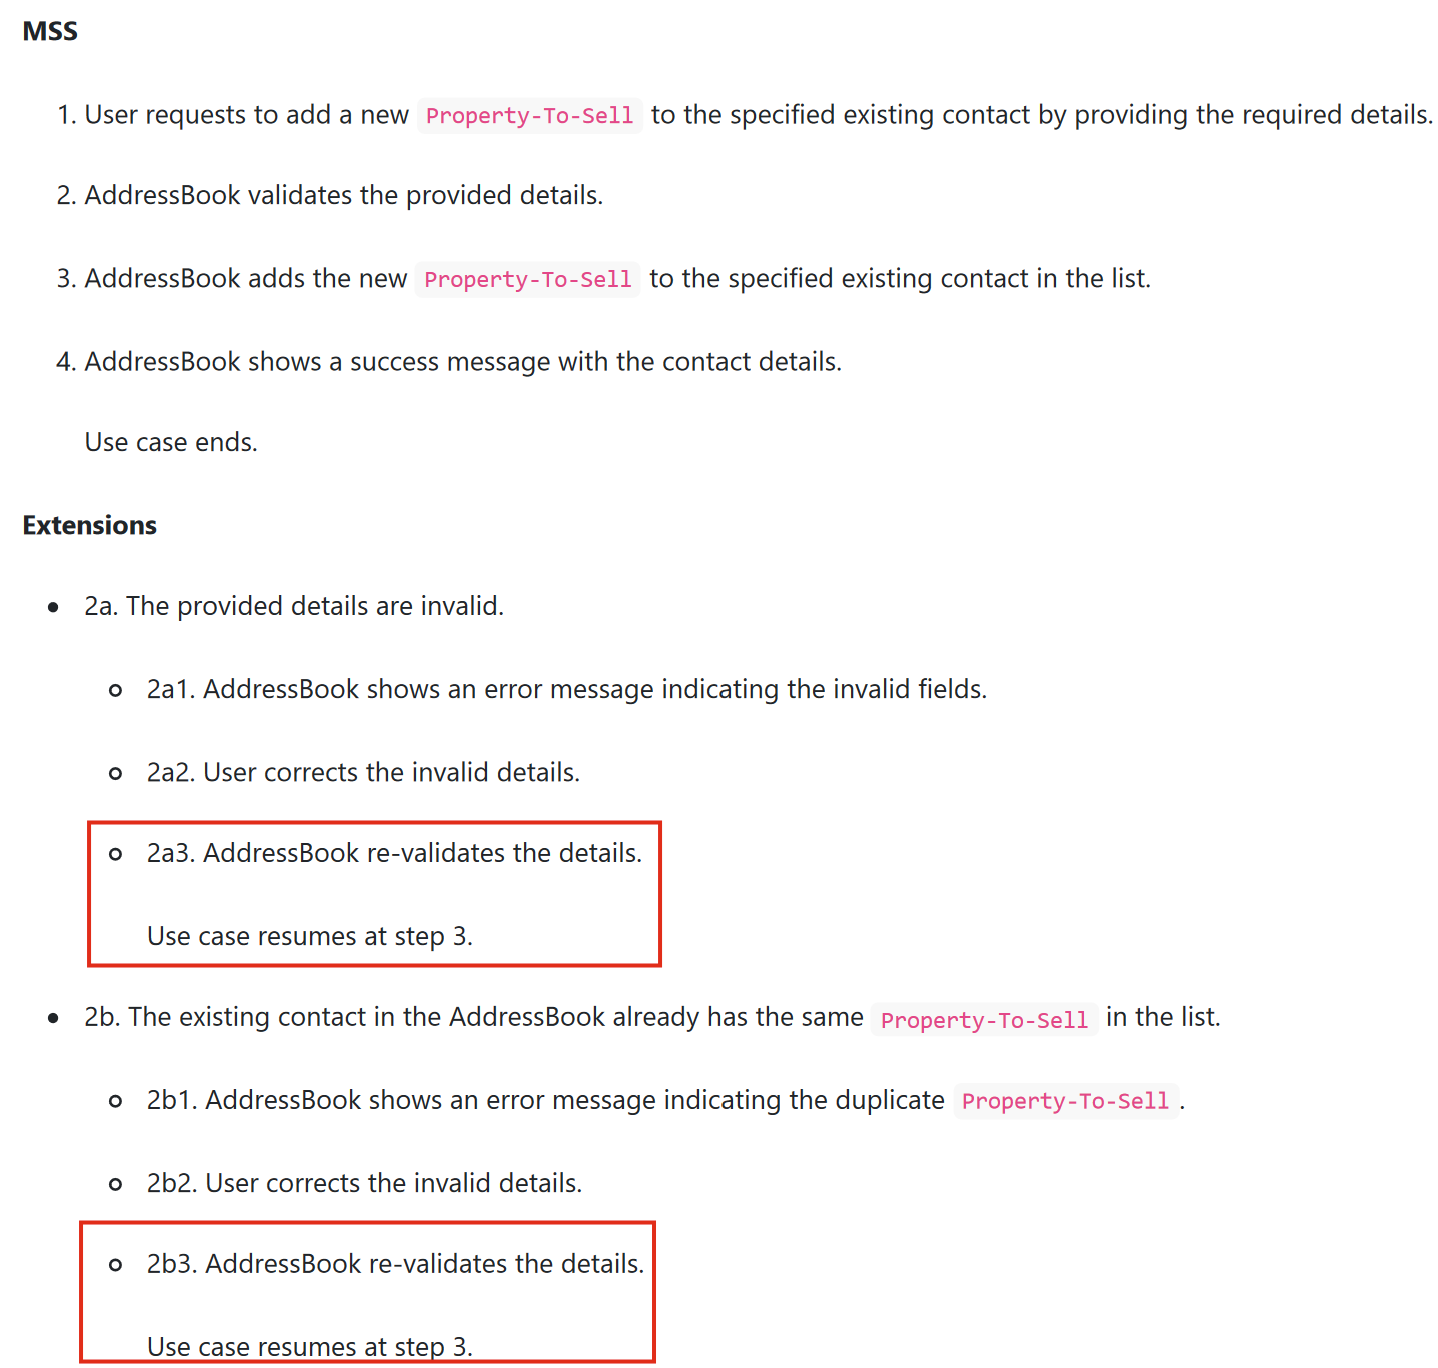 MSS
1. User requests to add a new Property-To-Sell to the specified existing contact by providing the required details.
2. AddressBook validates the provided details.
3. AddressBook adds the new Property-To-Sell to the specified existing contact in the list.
4. AddressBook shows a success message with the contact details.
Use case ends.
Extensions
2a. The provided details are invalid.
2a1. AddressBook shows an error message indicating the invalid fields.
2a2. User corrects the invalid details.
2a3. AddressBook re-validates the details.
Use case resumes at step 3.
2b. The existing contact in the AddressBook already has the same Property-To-Sell in the list.
2b1. AddressBook shows an error message indicating the duplicate Property-To-Sell.
2b2. User corrects the invalid details.
2b3. AddressBook re-validates the details.
Use case resumes at step 3.